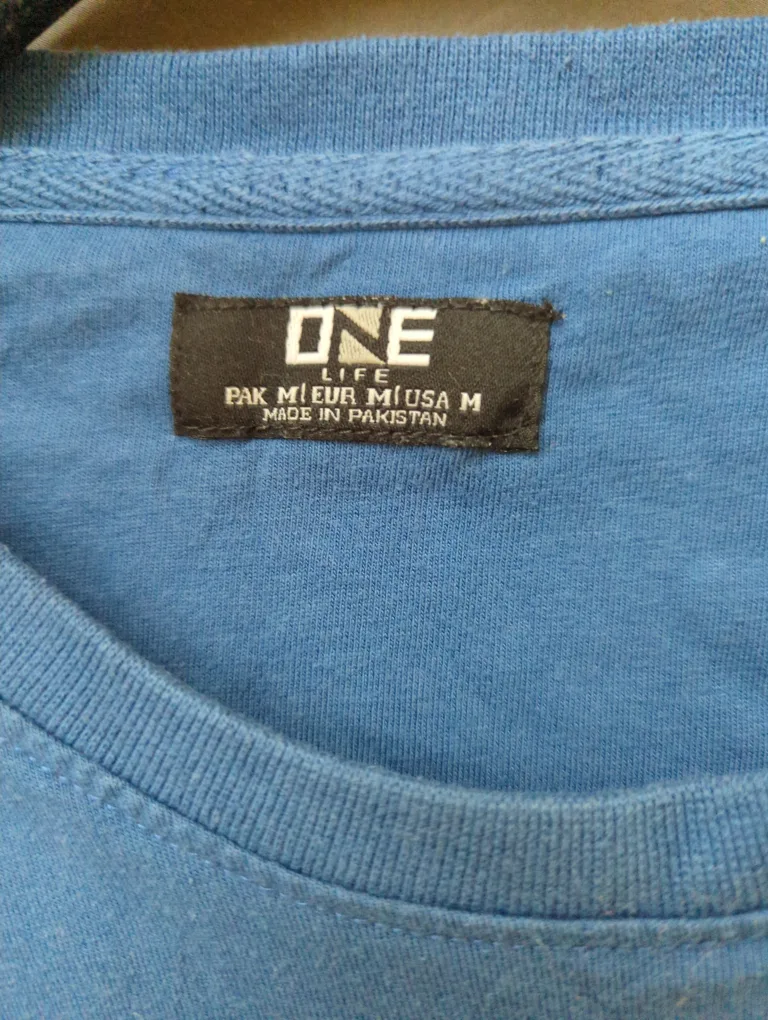 ONE
LIFE
PAK M|EUR M|USA M
MADE IN PAKISTAN